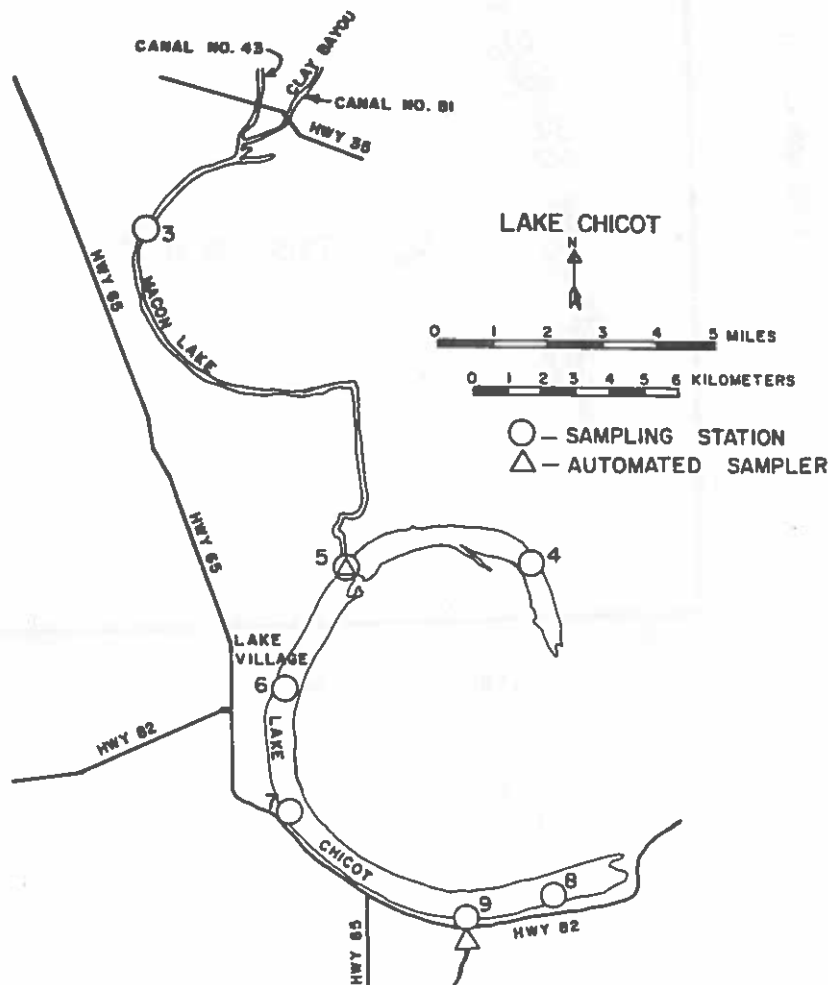 CANAL NO. 43
CLAY BAYOU
CANAL NO. 81
HWY 35
2
3
HWY 65
MACON LAKE
LAKE CHICOT
N
0 1 2 3 4 5 MILES
0 1 2 3 4 5 6 KILOMETERS
○ — SAMPLING STATION
△ — AUTOMATED SAMPLER
HWY 65
5
4
LAKE
VILLAGE
6
LAKE
HWY 82
7
CHICOT
8
9
HWY 82
HWY 65